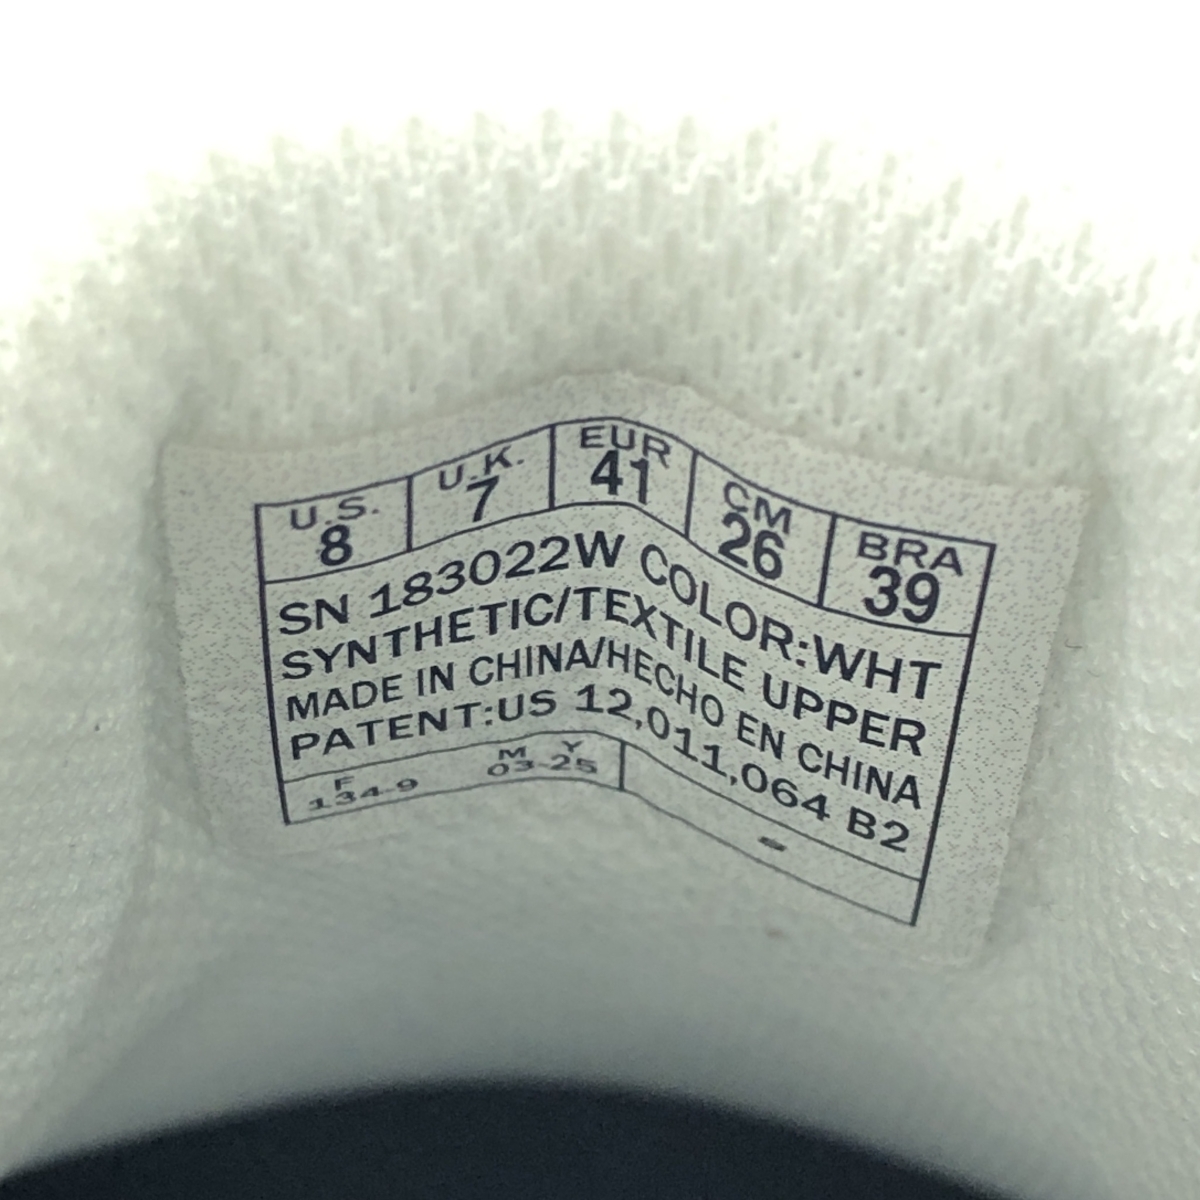 U.S. U.K. EUR CM BRA
8 7 41 26 39
SN 183022W COLOR:WHT
SYNTHETIC/TEXTILE UPPER
MADE IN CHINA/HECHO EN CHINA
PATENT:US 12,011,064 B2
F M Y
134-9 03-25